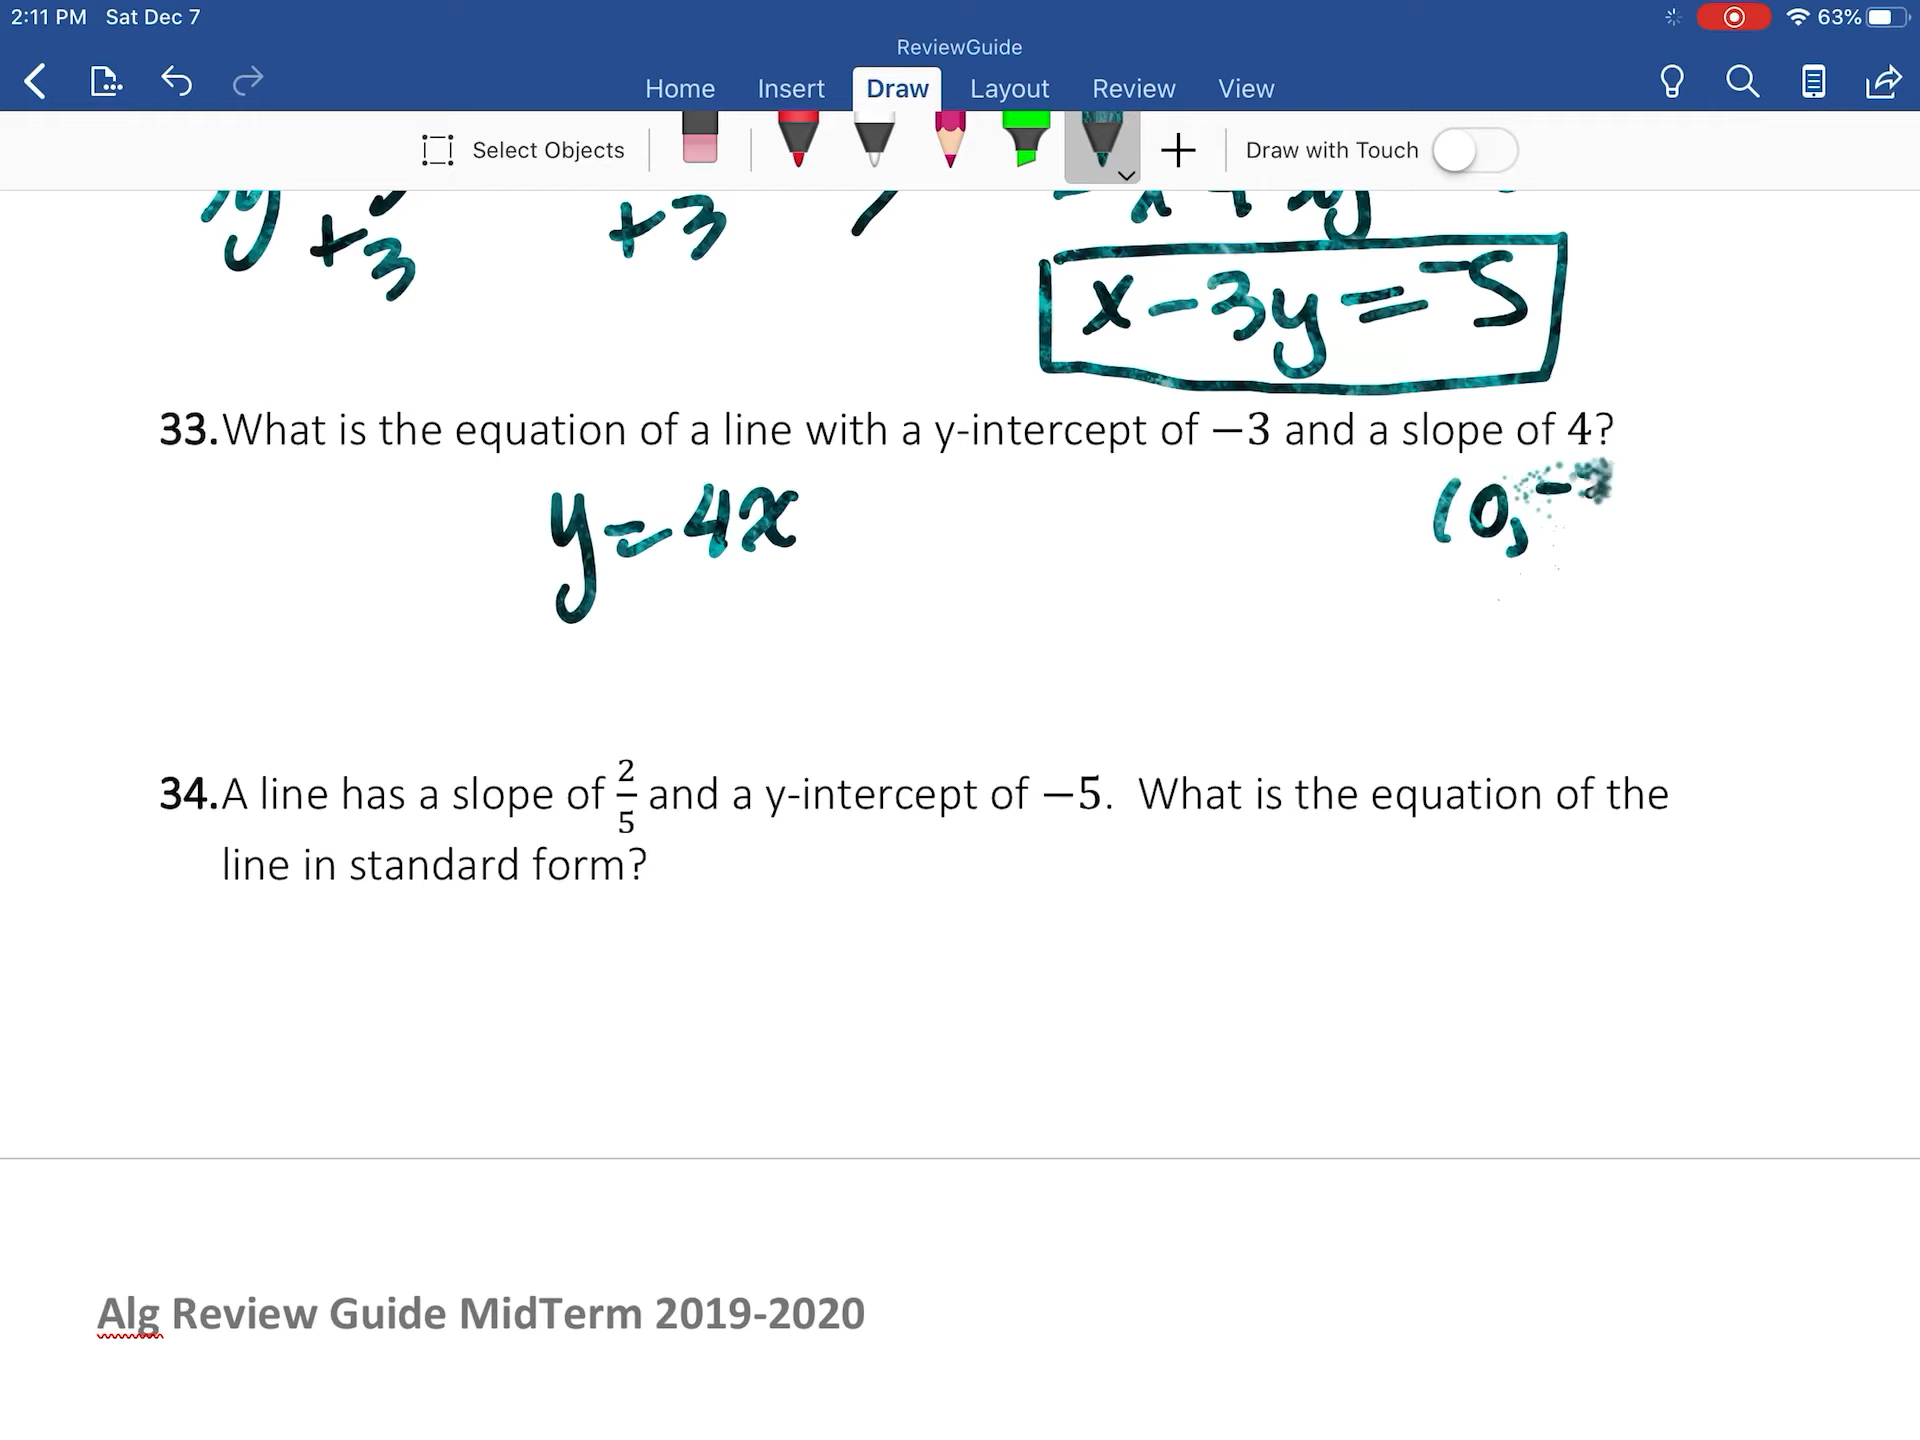 2:11 PM Sat Dec 7
63%
ReviewGuide
Home Insert Draw Layout Review View
Select Objects
Draw with Touch
y +3 +3
x-3y=-5
33. What is the equation of a line with a y-intercept of −3 and a slope of 4?
y=4x (0,-3
34. A line has a slope of 2/5 and a y-intercept of −5. What is the equation of the
line in standard form?
Alg Review Guide MidTerm 2019-2020